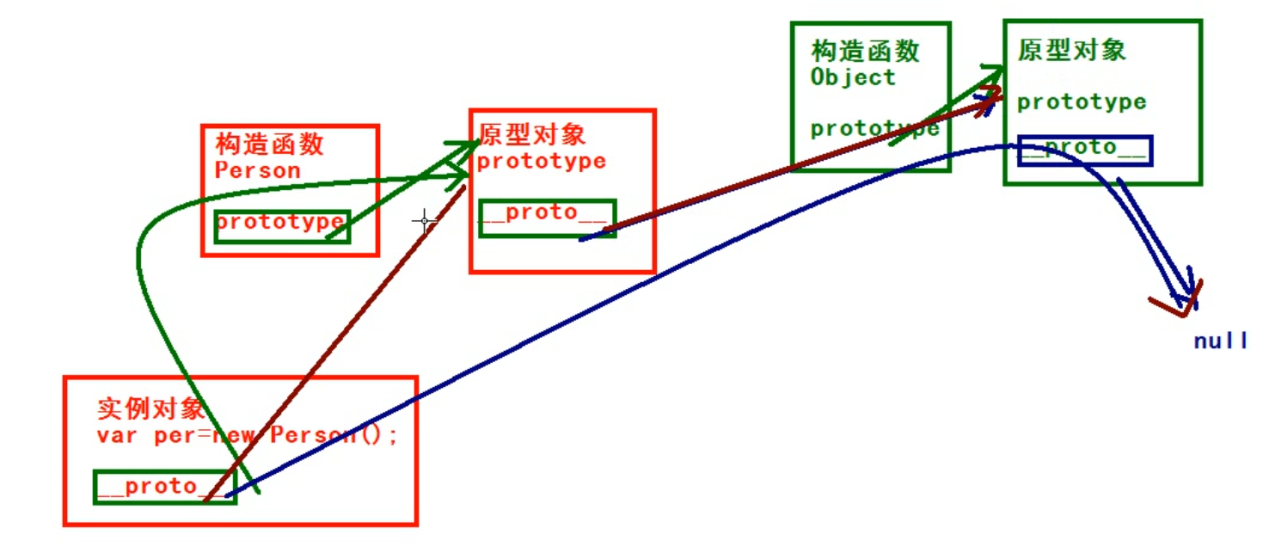 构造函数
Person
prototype
原型对象
prototype
__proto__
构造函数
Object
prototype
原型对象
prototype
__proto__
null
实例对象
var per=new Person();
__proto__